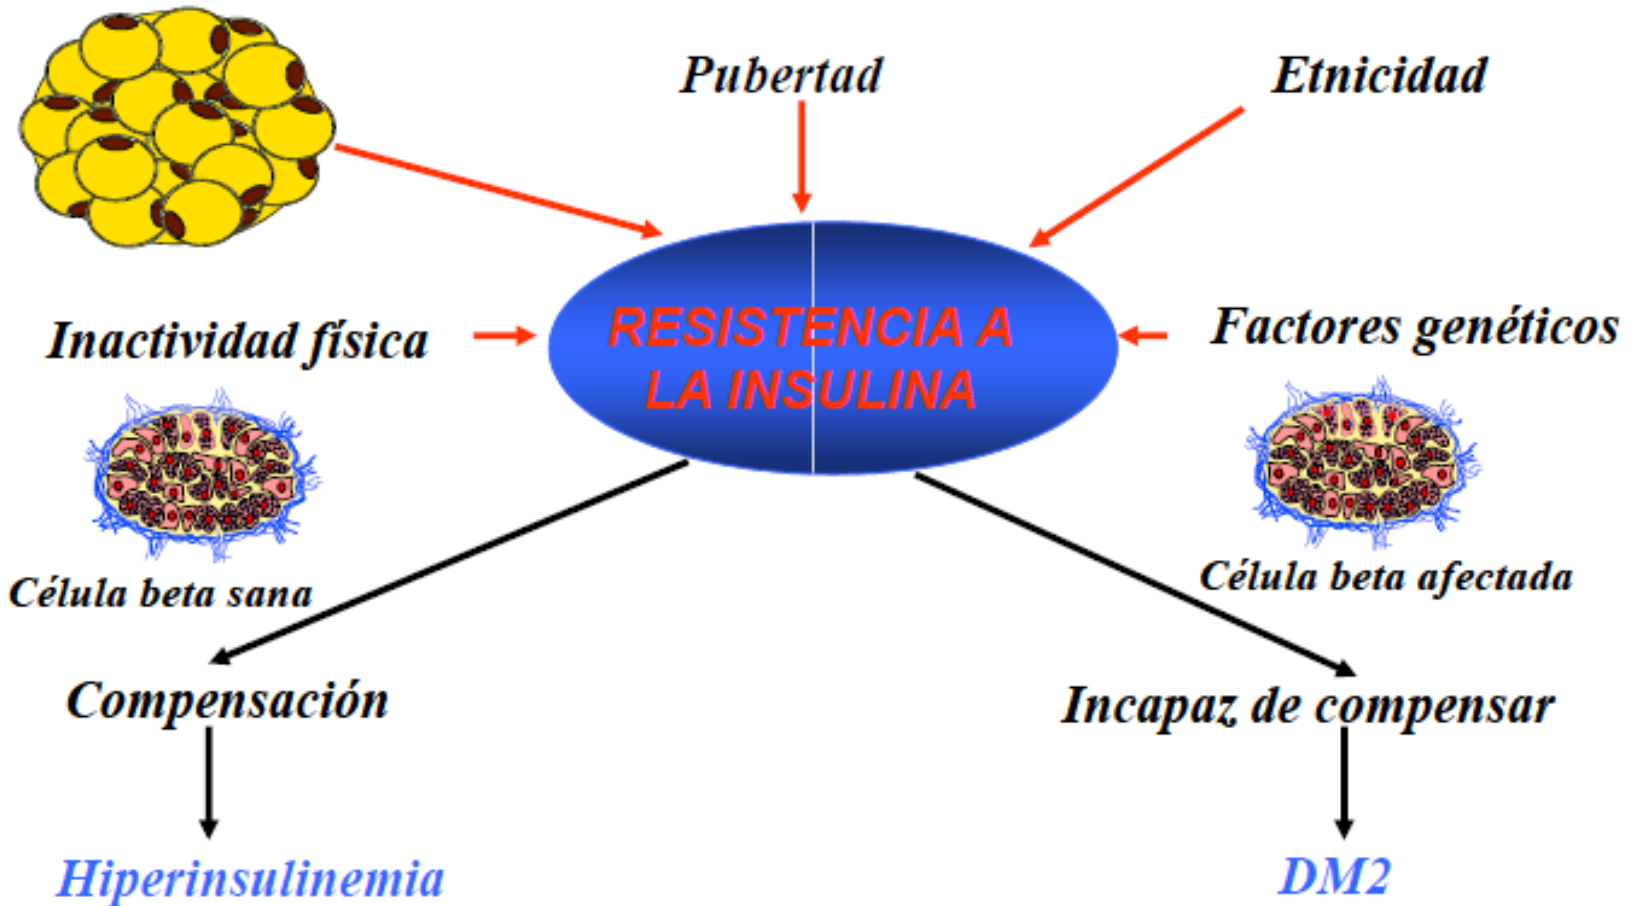 Pubertad
Etnicidad
Inactividad física
RESISTENCIA A
LA INSULINA
Factores genéticos
Célula beta sana
Célula beta afectada
Compensación
Incapaz de compensar
Hiperinsulinemia
DM2